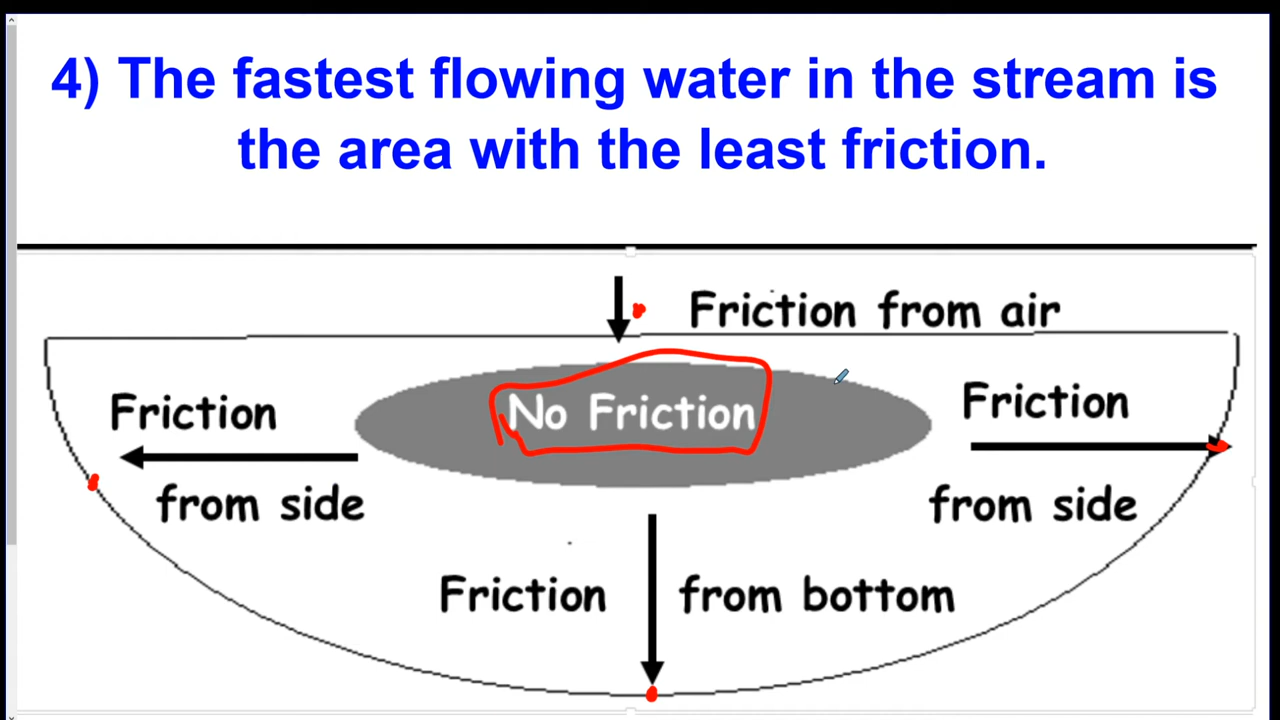 4) The fastest flowing water in the stream is
the area with the least friction.
Friction from air
No Friction
Friction
from side
Friction
from side
Friction from bottom